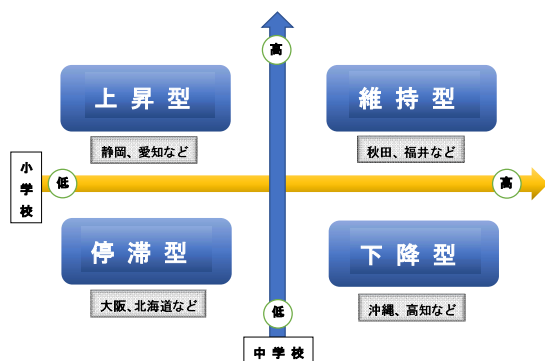 高
上昇型
維持型
静岡、愛知など
秋田、福井など
小学校
低
高
停滞型
下降型
大阪、北海道など
沖縄、高知など
低
中学校